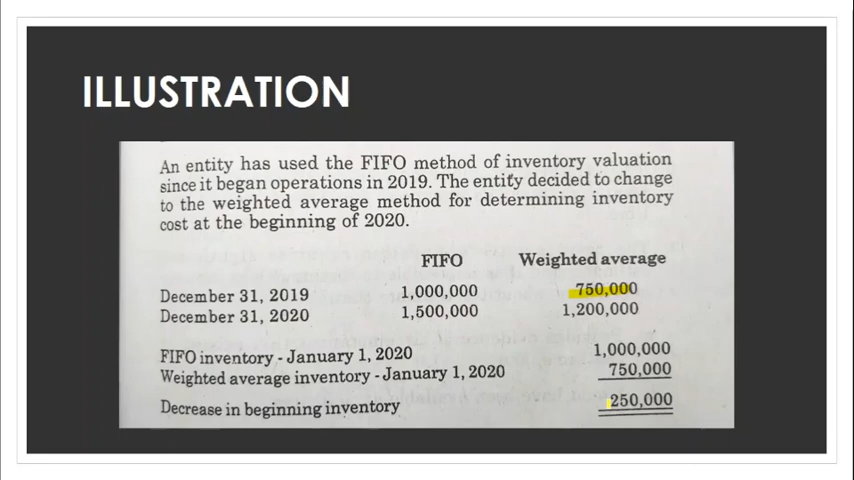 ILLUSTRATION
An entity has used the FIFO method of inventory valuation
since it began operations in 2019. The entity decided to change
to the weighted average method for determining inventory
cost at the beginning of 2020.
FIFO Weighted average
December 31, 2019 1,000,000 750,000
December 31, 2020 1,500,000 1,200,000
FIFO inventory - January 1, 2020 1,000,000
Weighted average inventory - January 1, 2020 750,000
Decrease in beginning inventory 250,000